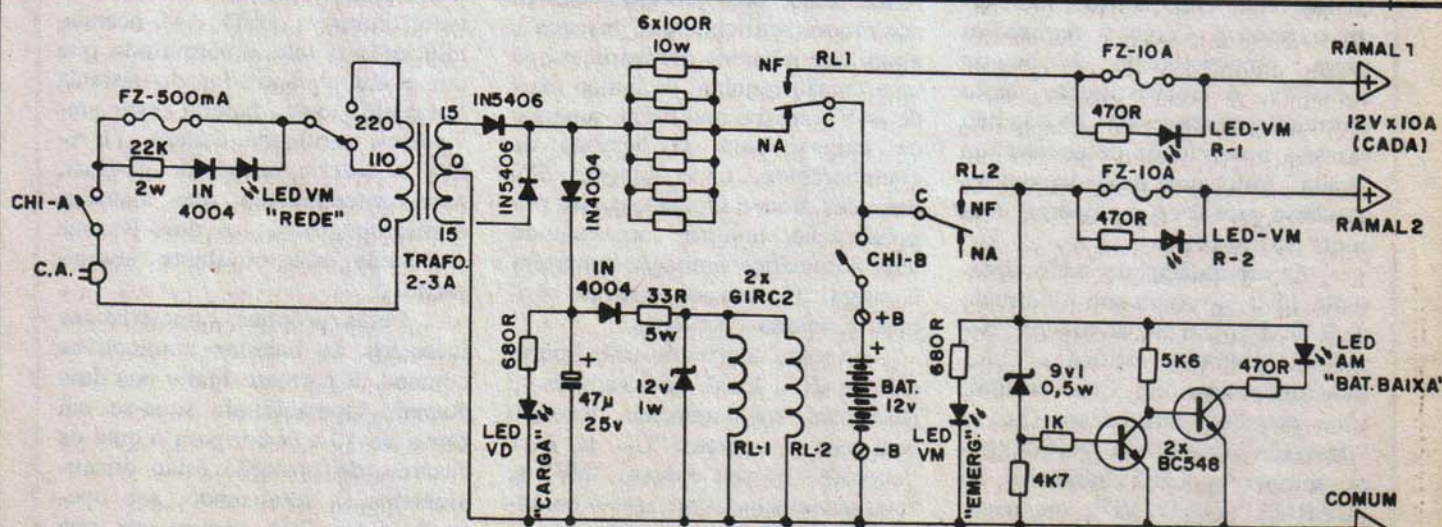 6x100R
10w
FZ-500mA
22K
2w
IN
4004
LED VM
"REDE"
CHI-A
C.A.
220
110
0
15
0
15
TRAFO.
2-3A
IN5406
IN5406
IN4004
NF
NA
RL1
C
FZ-10A
470R
LED-VM
R-1
RAMAL 1
12V x 10A
(CADA)
RL2
C
NF
NA
FZ-10A
470R
LED-VM
R-2
RAMAL 2
CHI-B
+B
+
BAT.
12v
-B
IN
4004
33R
5w
2x
G1RC2
680R
LED
VD
"CARGA"
+
47μ
25v
12v
1w
RL-1
RL-2
680R
LED
VM
"EMERG."
9v1
0,5w
1K
4K7
5K6
2x
BC548
470R
LED
AM
"BAT. BAIXA"
COMUM